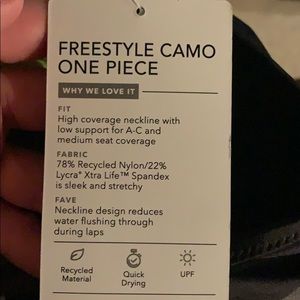 FREESTYLE CAMO
ONE PIECE
WHY WE LOVE IT
FIT
High coverage neckline with
low support for A-C and
medium seat coverage
FABRIC
78% Recycled Nylon/22%
Lycra® Xtra Life™ Spandex
is sleek and stretchy
FAVE
Neckline design reduces
water flushing through
during laps
Recycled
Material
Quick
Drying
UPF